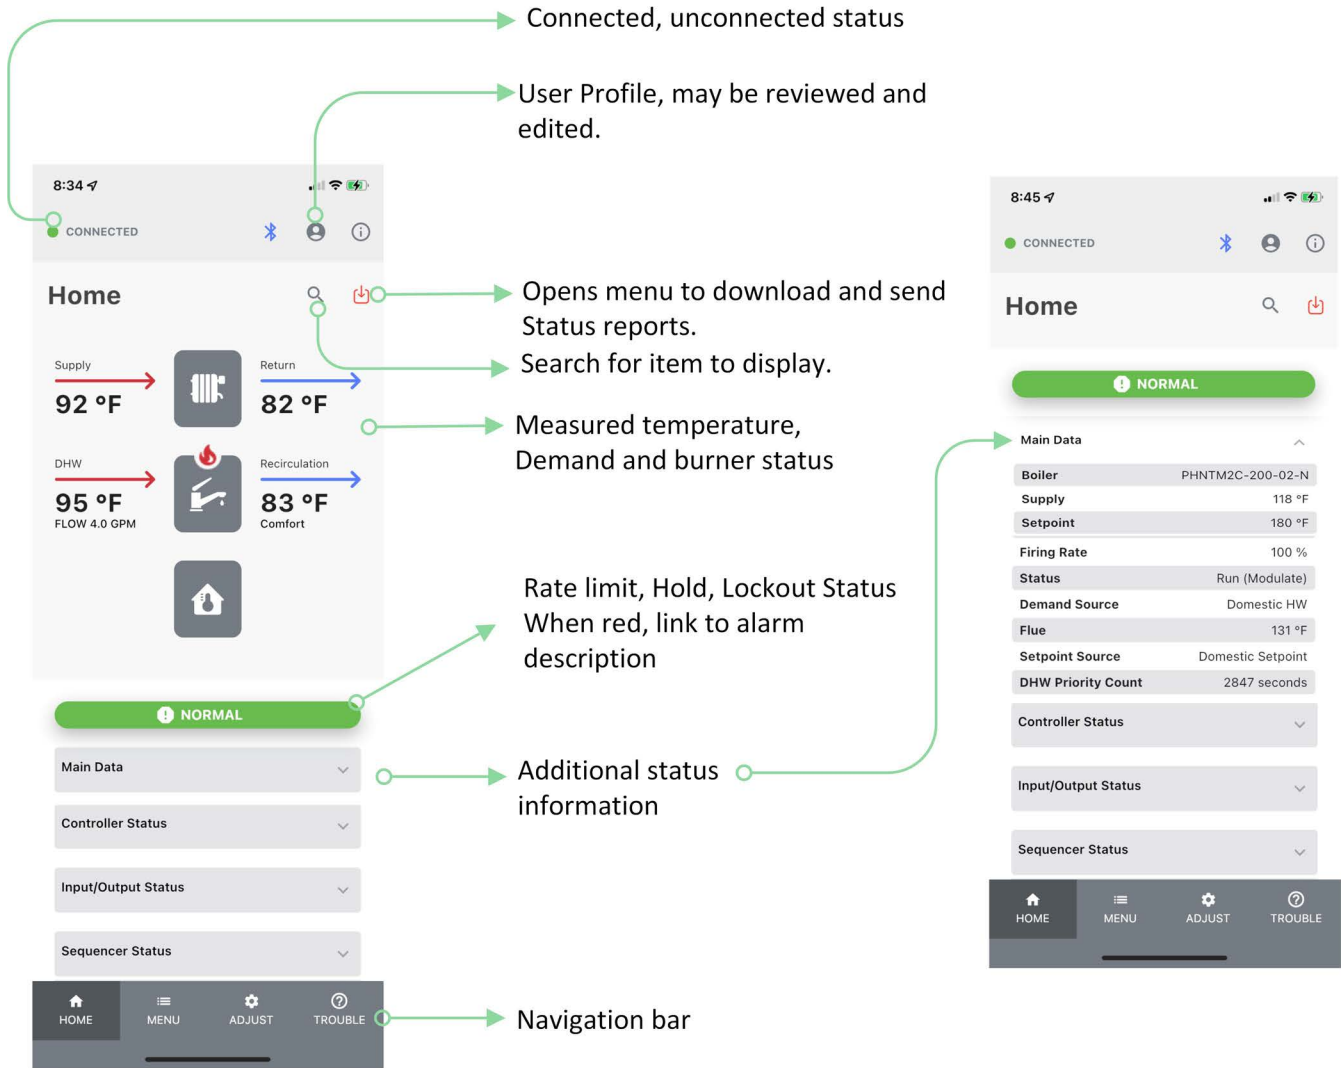 Connected, unconnected status
User Profile, may be reviewed and
edited.
8:34
CONNECTED
Home
Supply
92 °F
Return
82 °F
DHW
95 °F
FLOW 4.0 GPM
Recirculation
83 °F
Comfort
NORMAL
Main Data
Controller Status
Input/Output Status
Sequencer Status
HOME
MENU
ADJUST
TROUBLE
Opens menu to download and send
Status reports.
Search for item to display.
Measured temperature,
Demand and burner status
Rate limit, Hold, Lockout Status
When red, link to alarm
description
Additional status
information
Navigation bar
8:45
CONNECTED
Home
NORMAL
Main Data
Boiler PHNTM2C-200-02-N
Supply 118 °F
Setpoint 180 °F
Firing Rate 100 %
Status Run (Modulate)
Demand Source Domestic HW
Flue 131 °F
Setpoint Source Domestic Setpoint
DHW Priority Count 2847 seconds
Controller Status
Input/Output Status
Sequencer Status
HOME
MENU
ADJUST
TROUBLE